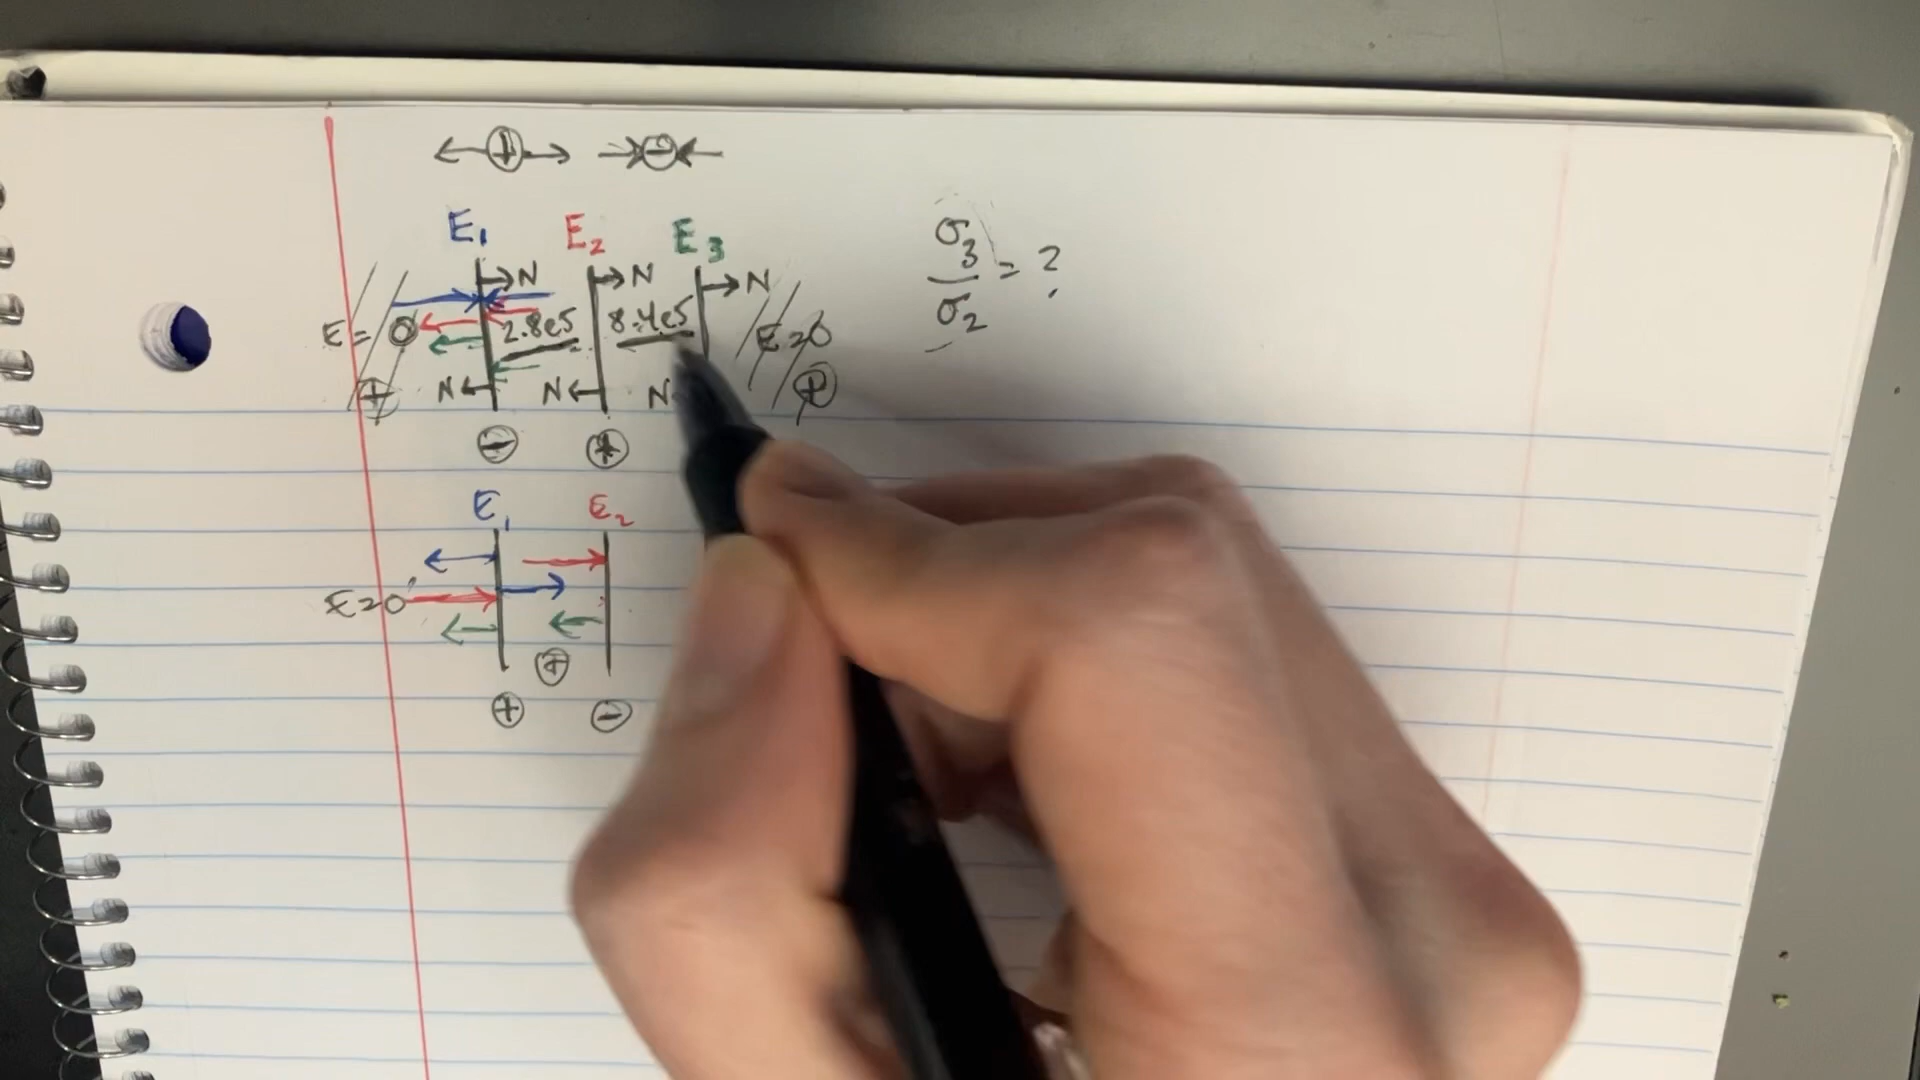 ← ⊕ → → ⊖ ←
E₁ E₂ E₃
→N →N →N
E = 0 2.8e5 8.4e5 E=0
σ₃/σ₂ = ?
⊕ N← N← N ⊕
⊖ ⊕
E₁ E₂
E=0
⊕
⊕ ⊖